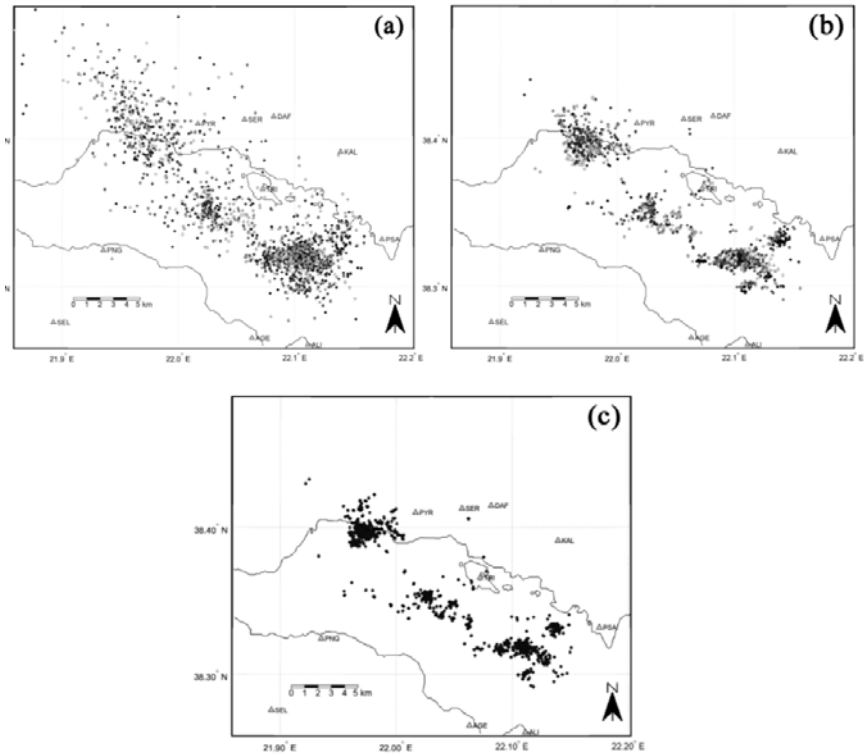 (a)
PYR
SER
DAF
KAL
N
TRI
PSA
PNG
N
0 1 2 3 4 5 km
N
SEL
AGE
ALI
21.9°E
22.0°E
22.1°E
22.2°E
(b)
PYR
SER
DAF
38.4°N
KAL
TRI
PSA
PNG
38.3°N
0 1 2 3 4 5 km
N
SEL
AGE
ALI
21.9°E
22.0°E
22.1°E
22.2°E
(c)
PYR
SER
DAF
38.40°N
KAL
TRI
PSA
PNG
38.30°N
0 1 2 3 4 5 km
N
SEL
AGE
ALI
21.90°E
22.00°E
22.10°E
22.20°E